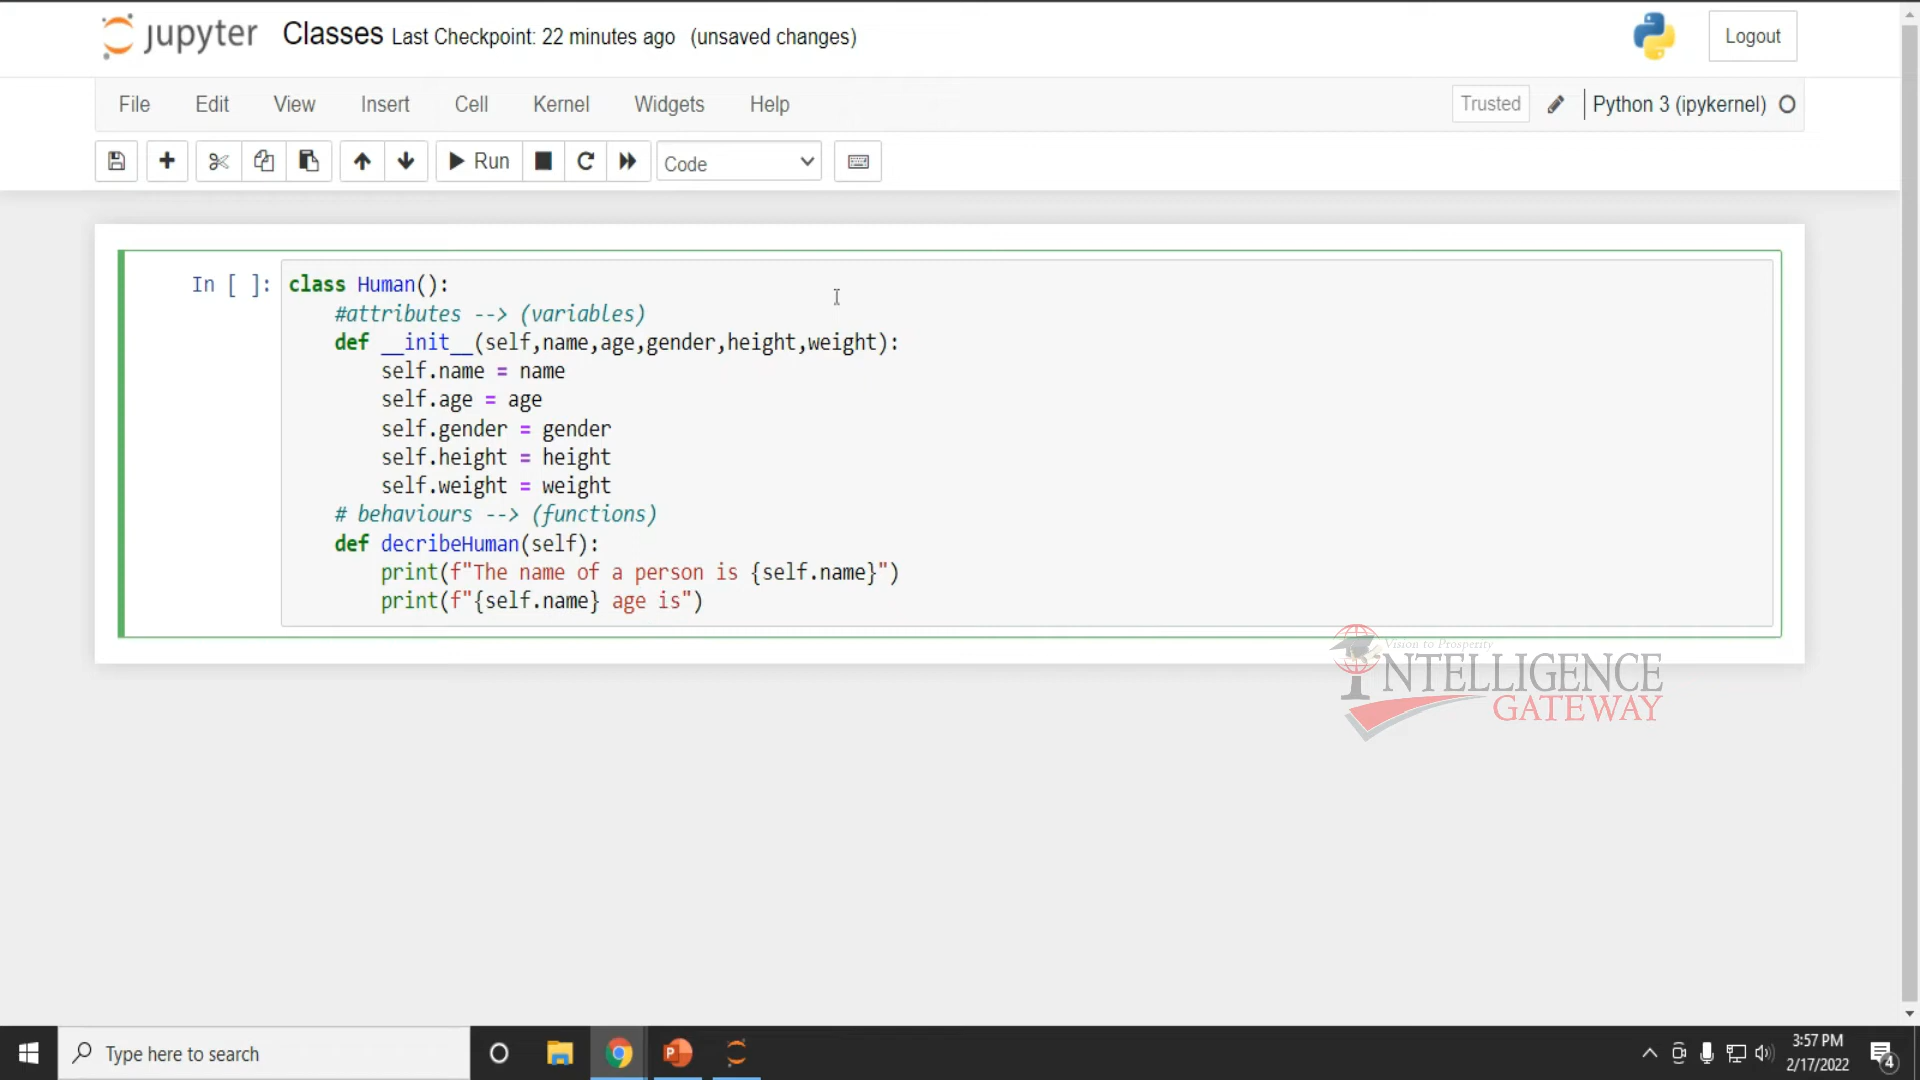 jupyter Classes Last Checkpoint: 22 minutes ago (unsaved changes) Logout
File Edit View Insert Cell Kernel Widgets Help Trusted Python 3 (ipykernel)
Run Code
In [ ]: class Human():
#attributes --> (variables)
def __init__(self,name,age,gender,height,weight):
self.name = name
self.age = age
self.gender = gender
self.height = height
self.weight = weight
# behaviours --> (functions)
def decribeHuman(self):
print(f"The name of a person is {self.name}")
print(f"{self.name} age is")
Vision to Prosperity
INTELLIGENCE
GATEWAY
Type here to search
3:57 PM
2/17/2022
4